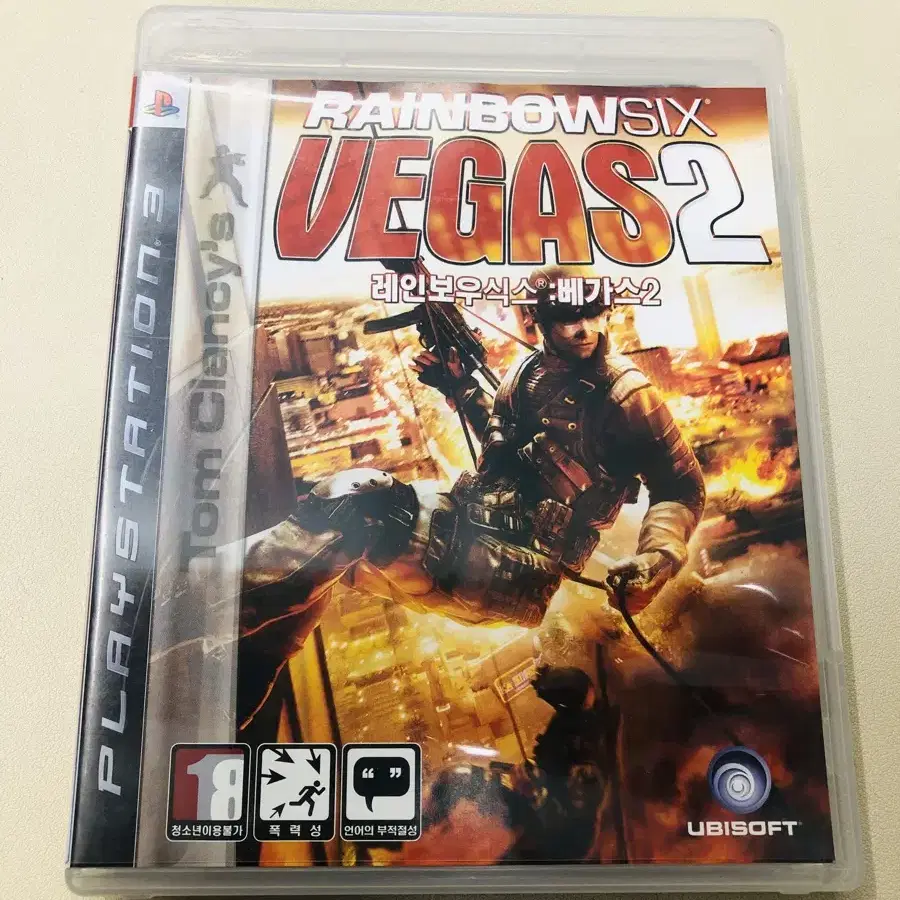 PLAYSTATION 3
Tom Clancy's
RAINBOWSIX®
VEGAS2
레인보우식스®:베가스2
18
청소년이용불가
폭력성
“ ”
언어의 부적절성
UBISOFT